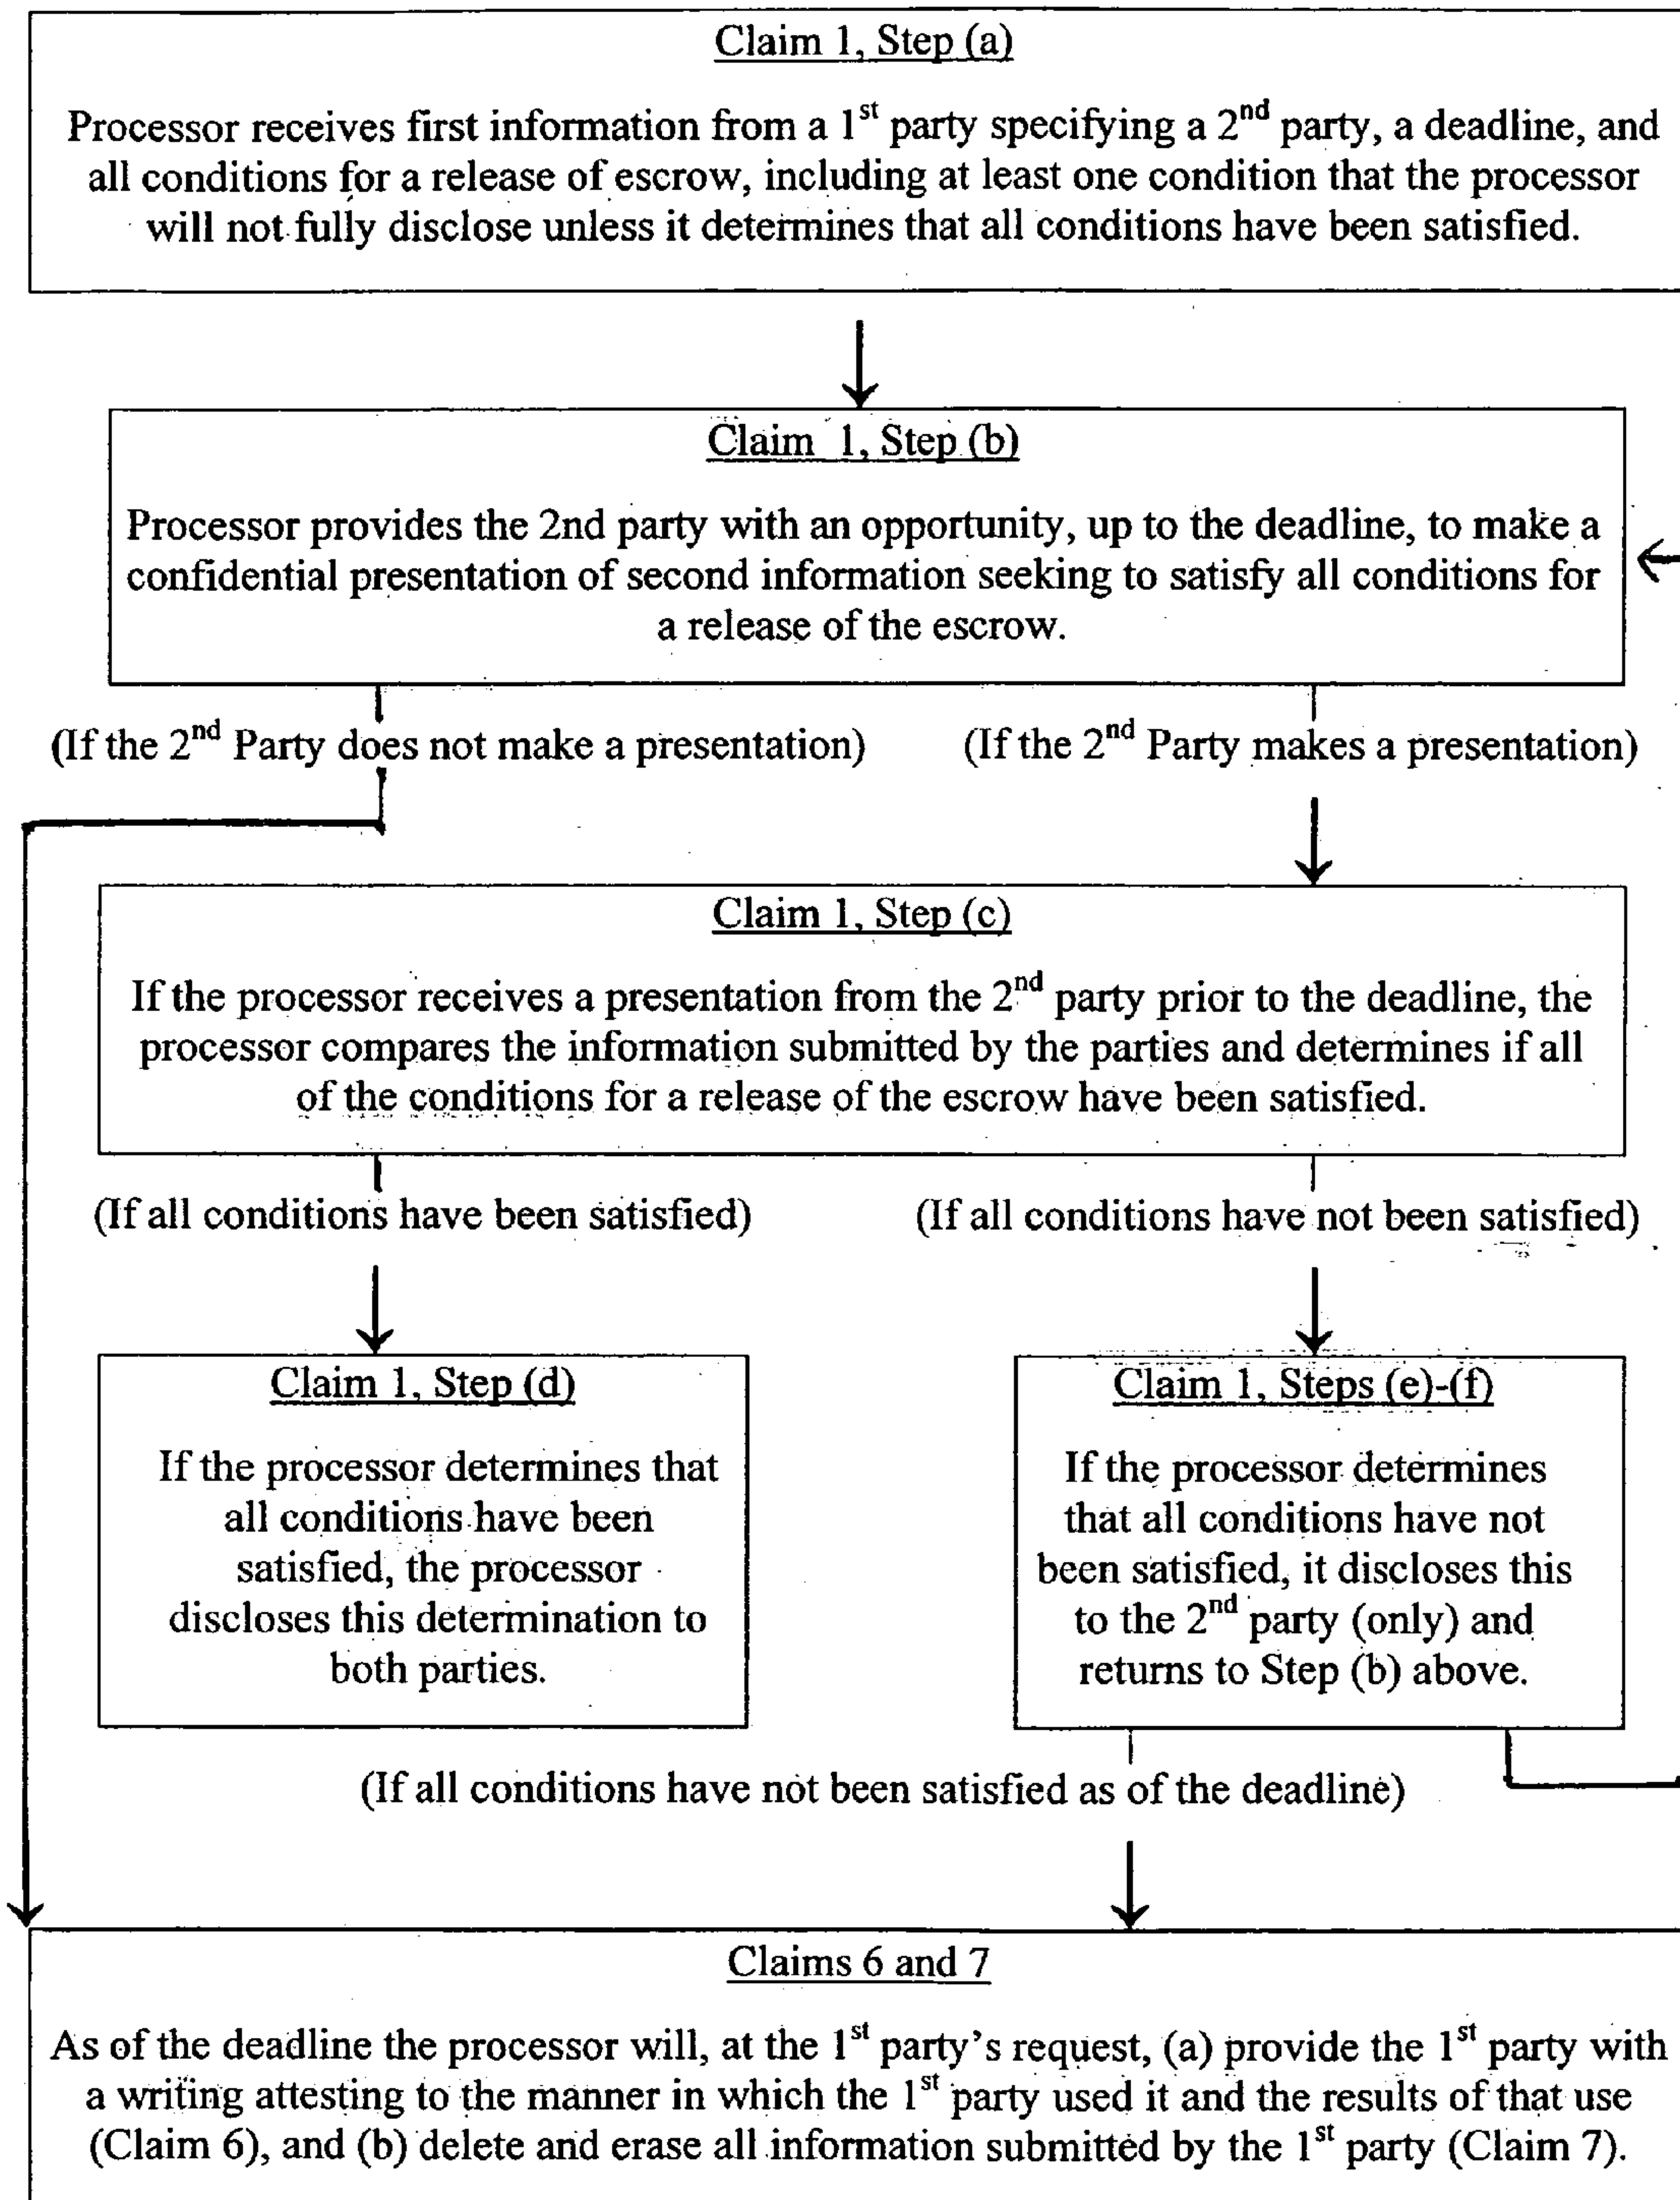 Claim 1, Step (a)
Processor receives first information from a 1st party specifying a 2nd party, a deadline, and
all conditions for a release of escrow, including at least one condition that the processor
will not fully disclose unless it determines that all conditions have been satisfied.
Claim 1, Step (b)
Processor provides the 2nd party with an opportunity, up to the deadline, to make a
confidential presentation of second information seeking to satisfy all conditions for
a release of the escrow.
(If the 2nd Party does not make a presentation)
(If the 2nd Party makes a presentation)
Claim 1, Step (c)
If the processor receives a presentation from the 2nd party prior to the deadline, the
processor compares the information submitted by the parties and determines if all
of the conditions for a release of the escrow have been satisfied.
(If all conditions have been satisfied)
(If all conditions have not been satisfied)
Claim 1, Step (d)
If the processor determines that
all conditions have been
satisfied, the processor
discloses this determination to
both parties.
Claim 1, Steps (e)-(f)
If the processor determines
that all conditions have not
been satisfied, it discloses this
to the 2nd party (only) and
returns to Step (b) above.
(If all conditions have not been satisfied as of the deadline)
Claims 6 and 7
As of the deadline the processor will, at the 1st party's request, (a) provide the 1st party with
a writing attesting to the manner in which the 1st party used it and the results of that use
(Claim 6), and (b) delete and erase all information submitted by the 1st party (Claim 7).